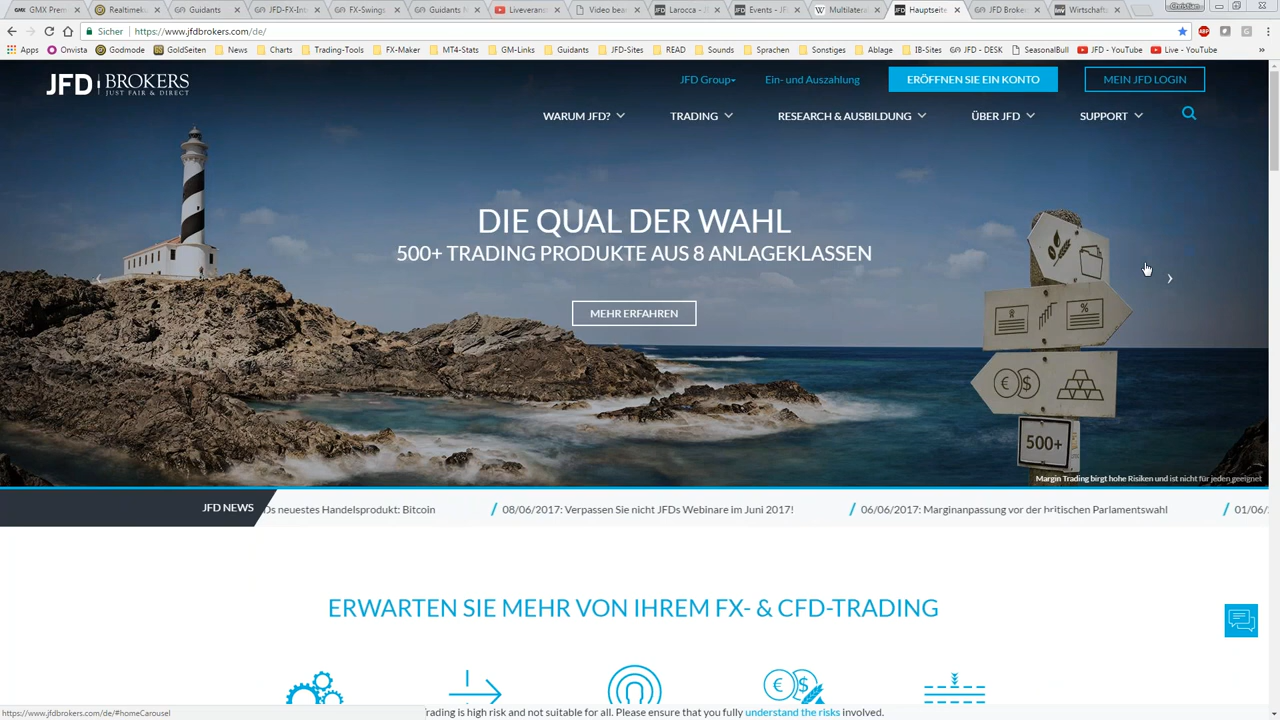 GMX Prem
Realtimeku
Guidants
JFD-FX-Int
FX-Swings
Guidants N
Liveverans
Video bea
Larocca - J
Events - JF
Multilatera
Hauptseite
JFD Broker
Wirtschafts
Christian
Sicher https://www.jfdbrokers.com/de/
Apps Onvista Godmode GoldSeiten News Charts Trading-Tools FX-Maker MT4-Stats GM-Links Guidants JFD-Sites READ Sounds Sprachen Sonstiges Ablage IB-Sites JFD - DESK SeasonalBull JFD - YouTube Live - YouTube
JFD BROKERS
JUST FAIR & DIRECT
JFD Group
Ein- und Auszahlung
ERÖFFNEN SIE EIN KONTO
MEIN JFD LOGIN
WARUM JFD?
TRADING
RESEARCH & AUSBILDUNG
ÜBER JFD
SUPPORT
DIE QUAL DER WAHL
500+ TRADING PRODUKTE AUS 8 ANLAGEKLASSEN
MEHR ERFAHREN
500+
Margin Trading birgt hohe Risiken und ist nicht für jeden geeignet
JFD NEWS
Ds neuestes Handelsprodukt: Bitcoin
/ 08/06/2017: Verpassen Sie nicht JFDs Webinare im Juni 2017!
/ 06/06/2017: Marginanpassung vor der britischen Parlamentswahl
/ 01/06/
ERWARTEN SIE MEHR VON IHREM FX- & CFD-TRADING
https://www.jfdbrokers.com/de/#homeCarousel
rading is high risk and not suitable for all. Please ensure that you fully understand the risks involved.